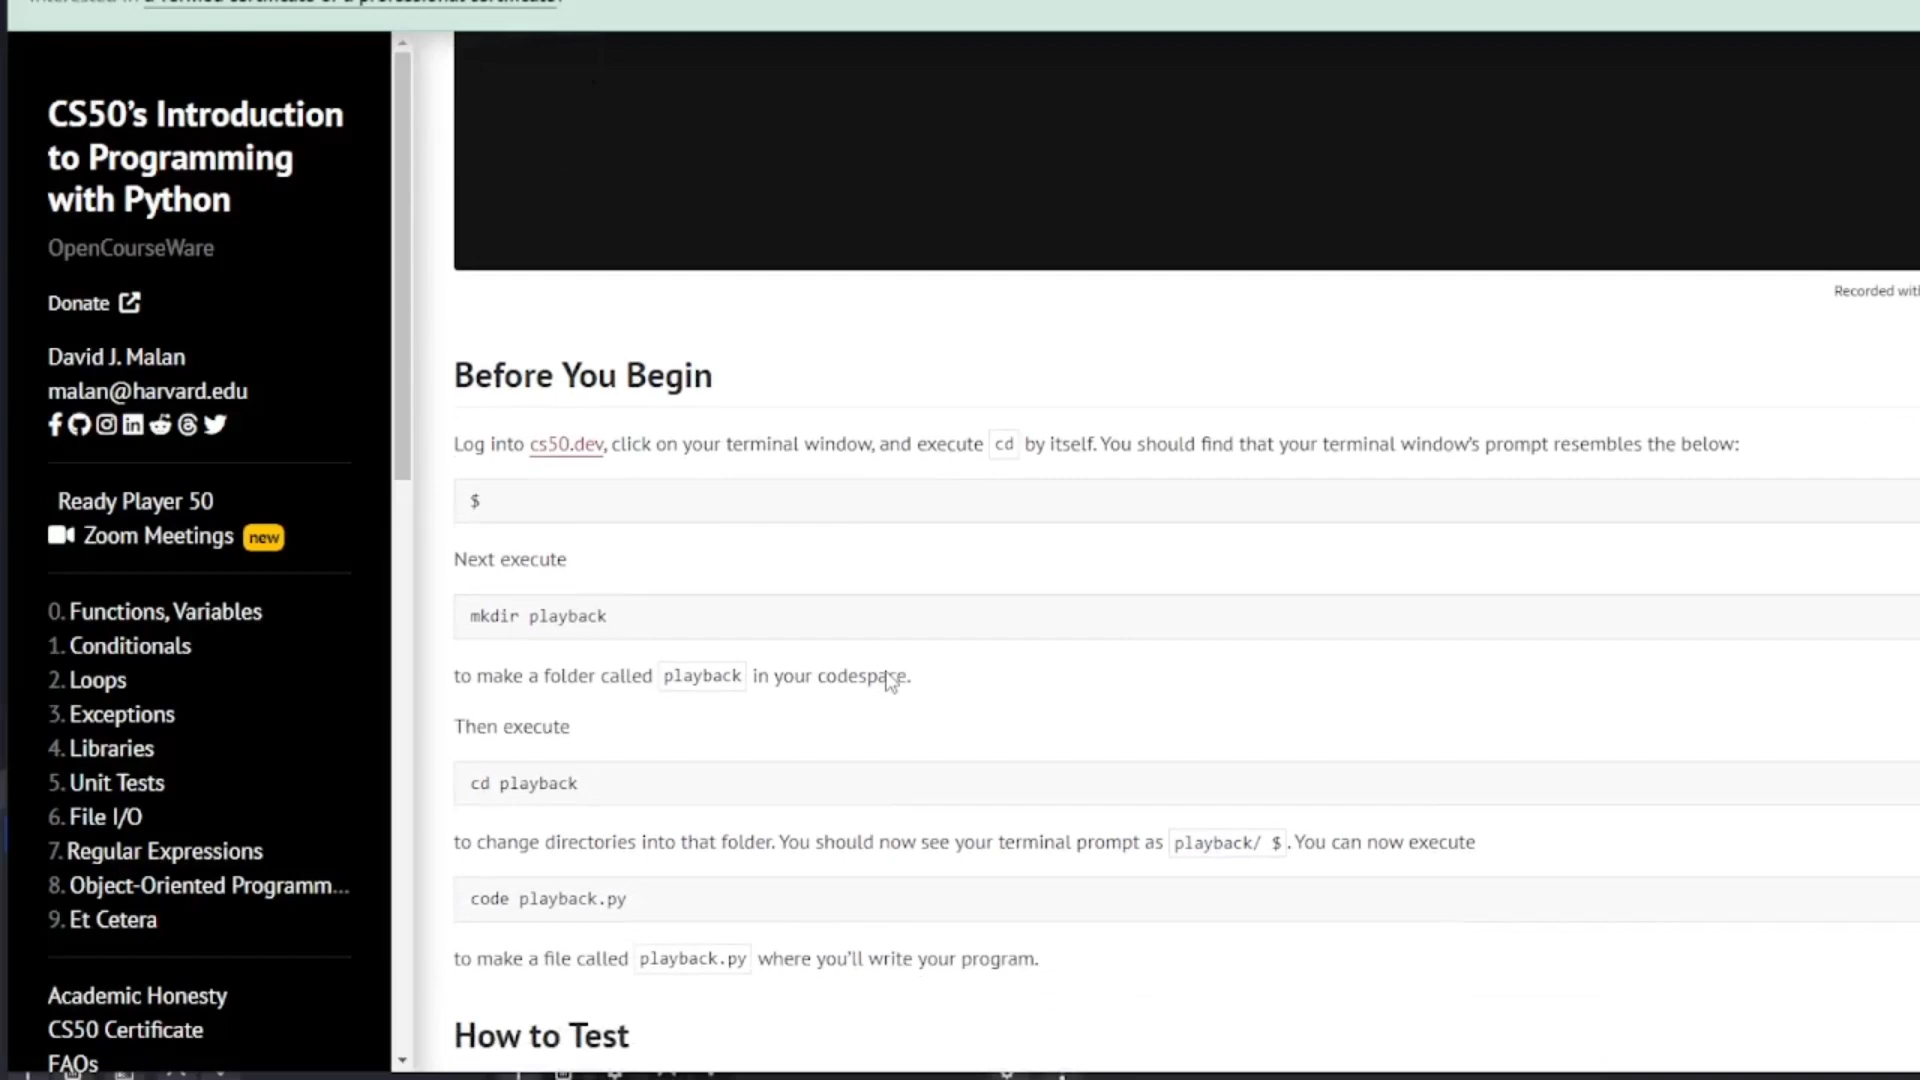 interested in a verified certificate or a professional certificate.
CS50's Introduction
to Programming
with Python
OpenCourseWare
Donate
David J. Malan
malan@harvard.edu
Ready Player 50
Zoom Meetings new
0. Functions, Variables
1. Conditionals
2. Loops
3. Exceptions
4. Libraries
5. Unit Tests
6. File I/O
7. Regular Expressions
8. Object-Oriented Programm...
9. Et Cetera
Academic Honesty
CS50 Certificate
FAQs
Recorded with
Before You Begin
Log into cs50.dev, click on your terminal window, and execute cd by itself. You should find that your terminal window's prompt resembles the below:
$
Next execute
mkdir playback
to make a folder called playback in your codespace.
Then execute
cd playback
to change directories into that folder. You should now see your terminal prompt as playback/ $. You can now execute
code playback.py
to make a file called playback.py where you'll write your program.
How to Test